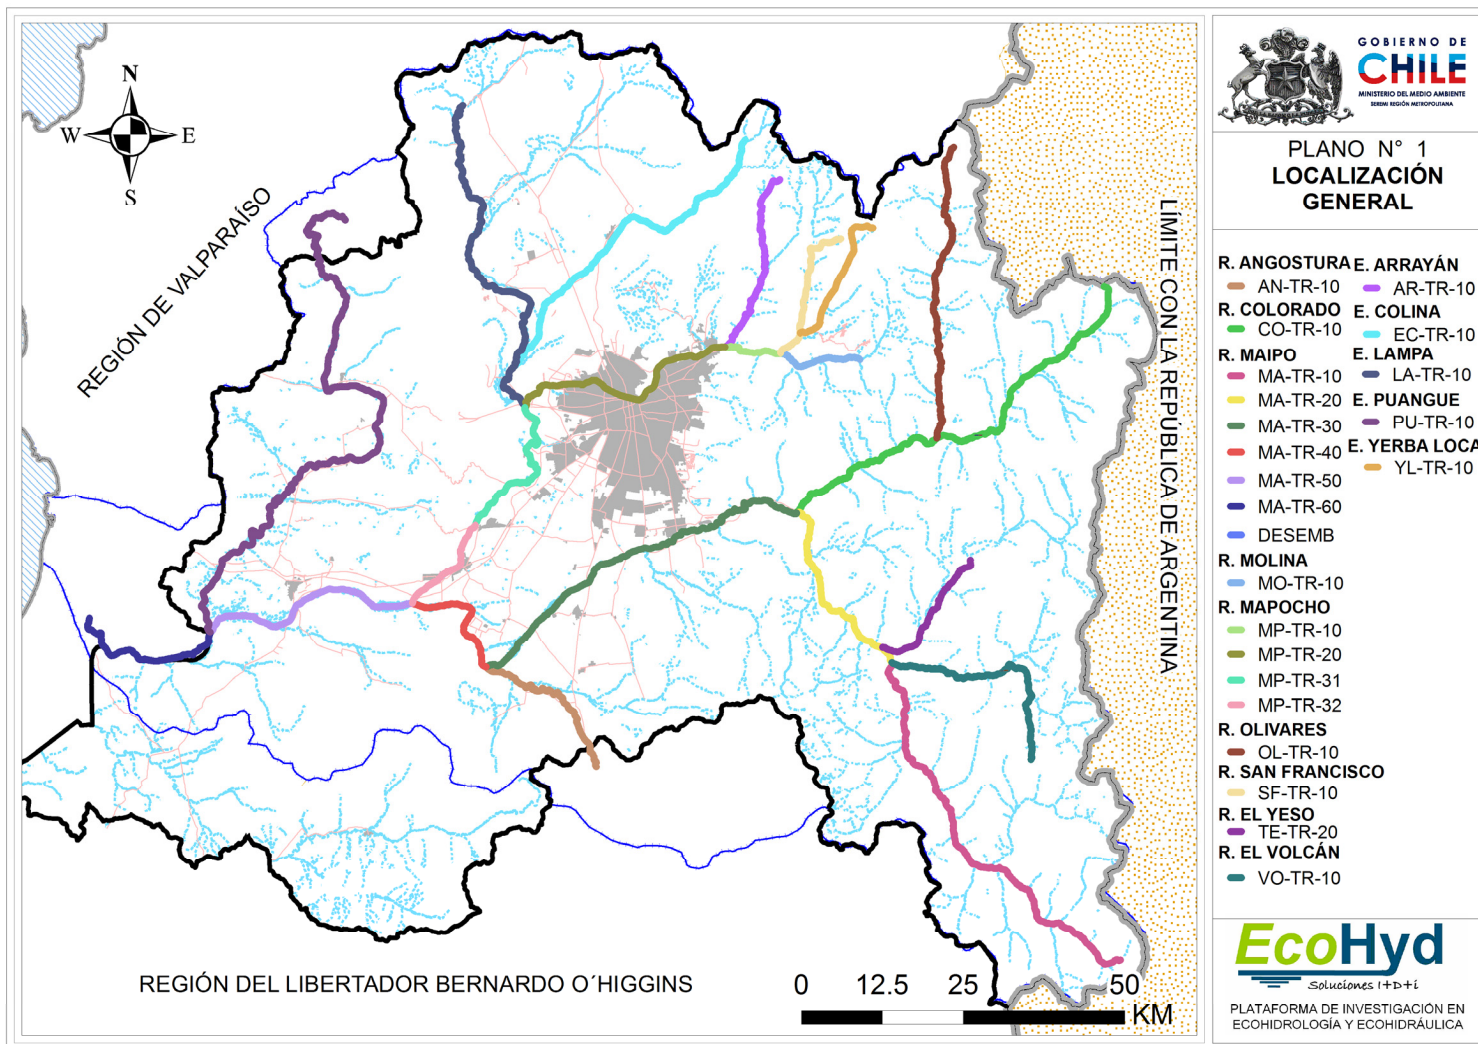 N
W
E
S
REGIÓN DE VALPARAÍSO
LÍMITE CON LA REPÚBLICA DE ARGENTINA
REGIÓN DEL LIBERTADOR BERNARDO O´HIGGINS
0 12.5 25 50
KM
GOBIERNO DE
CHILE
MINISTERIO DEL MEDIO AMBIENTE
SEREMI REGIÓN METROPOLITANA
PLANO N° 1
LOCALIZACIÓN
GENERAL
R. ANGOSTURA
AN-TR-10
R. COLORADO
CO-TR-10
R. MAIPO
MA-TR-10
MA-TR-20
MA-TR-30
MA-TR-40
MA-TR-50
MA-TR-60
DESEMB
R. MOLINA
MO-TR-10
R. MAPOCHO
MP-TR-10
MP-TR-20
MP-TR-31
MP-TR-32
R. OLIVARES
OL-TR-10
R. SAN FRANCISCO
SF-TR-10
R. EL YESO
TE-TR-20
R. EL VOLCÁN
VO-TR-10
E. ARRAYÁN
AR-TR-10
E. COLINA
EC-TR-10
E. LAMPA
LA-TR-10
E. PUANGUE
PU-TR-10
E. YERBA LOCA
YL-TR-10
EcoHyd
Soluciones I+D+i
PLATAFORMA DE INVESTIGACIÓN EN
ECOHIDROLOGÍA Y ECOHIDRÁULICA